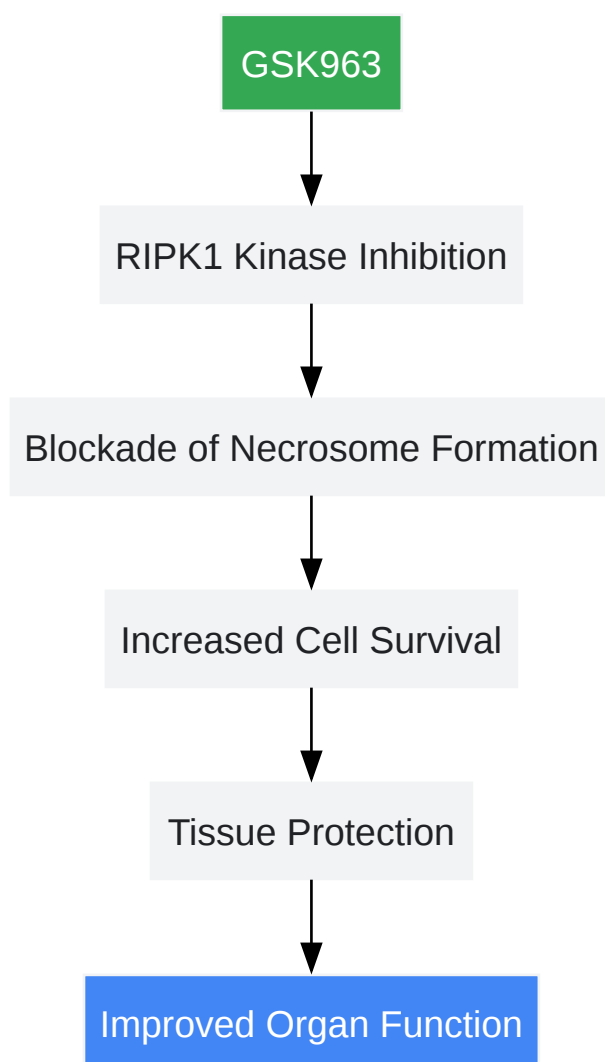 GSK963
RIPK1 Kinase Inhibition
Blockade of Necrosome Formation
Increased Cell Survival
Tissue Protection
Improved Organ Function